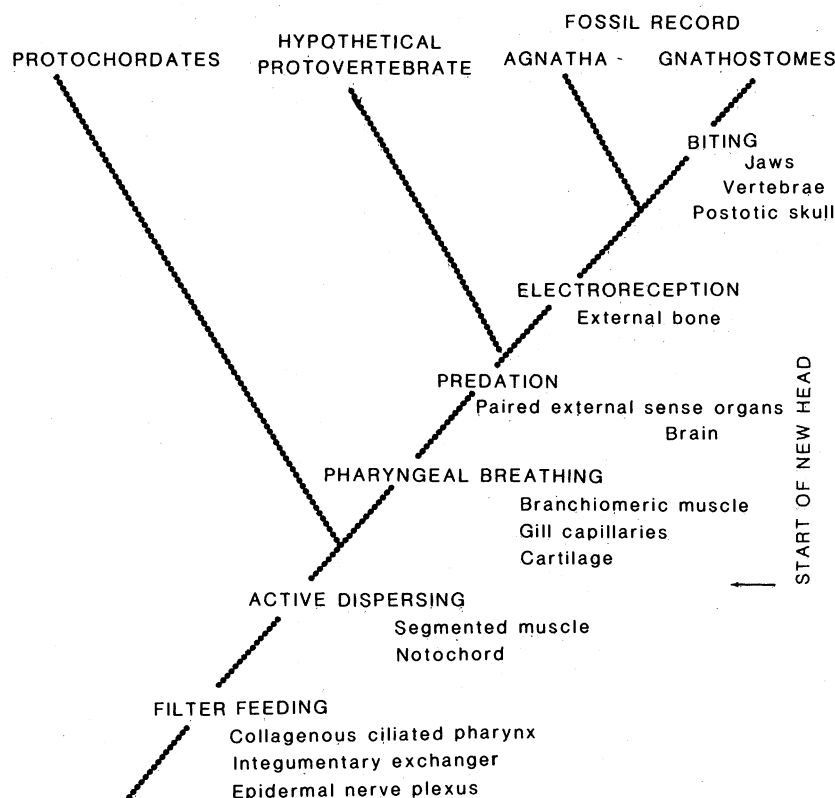 FOSSIL RECORD
PROTOCHORDATES
HYPOTHETICAL
PROTOVERTEBRATE
AGNATHA - GNATHOSTOMES
BITING
Jaws
Vertebrae
Postotic skull
ELECTRORECEPTION
External bone
PREDATION
Paired external sense organs
Brain
PHARYNGEAL BREATHING
Branchiomeric muscle
Gill capillaries
Cartilage
START OF NEW HEAD
ACTIVE DISPERSING
Segmented muscle
Notochord
FILTER FEEDING
Collagenous ciliated pharynx
Integumentary exchanger
Epidermal nerve plexus